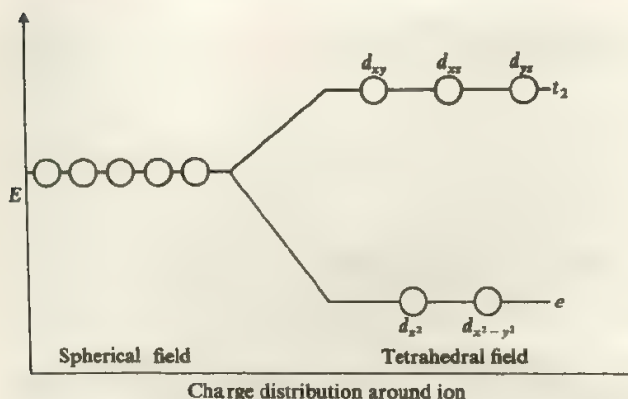 d_xy d_xz d_yz
t_2
E
e
d_z² d_x²−y²
Spherical field Tetrahedral field
Charge distribution around ion